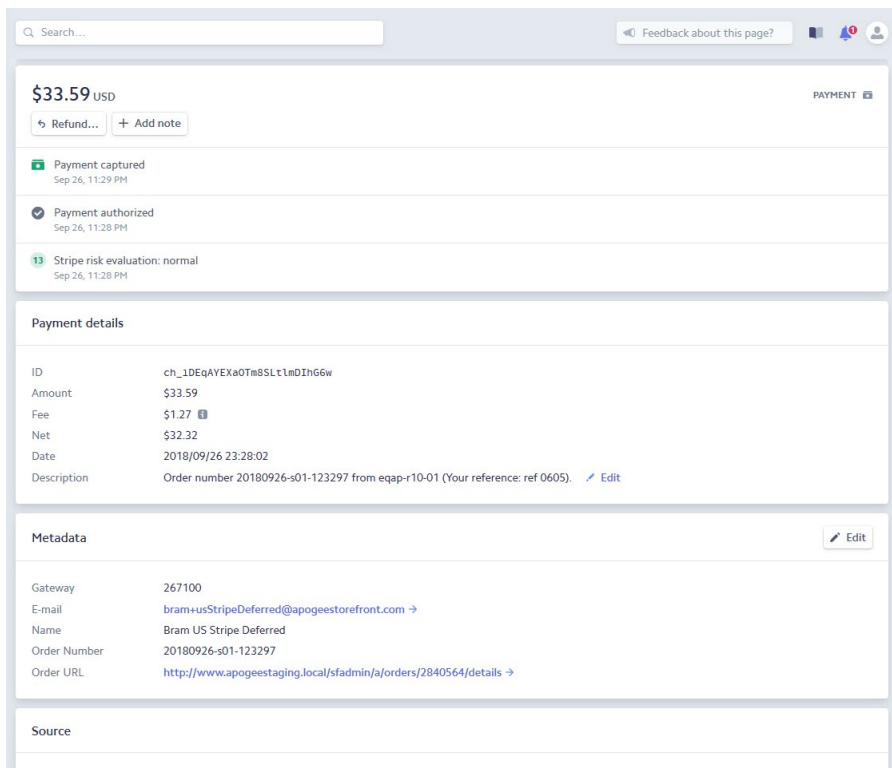 Search...
Feedback about this page?
1
$33.59 USD
PAYMENT
Refund...
Add note
Payment captured
Sep 26, 11:29 PM
Payment authorized
Sep 26, 11:28 PM
13 Stripe risk evaluation: normal
Sep 26, 11:28 PM
Payment details
ID ch_1DEqAYEXaOTm8SLtlmDIhG6w
Amount $33.59
Fee $1.27
Net $32.32
Date 2018/09/26 23:28:02
Description Order number 20180926-s01-123297 from eqap-r10-01 (Your reference: ref 0605). Edit
Metadata
Edit
Gateway 267100
E-mail bram+usStripeDeferred@apogeestorefront.com →
Name Bram US Stripe Deferred
Order Number 20180926-s01-123297
Order URL http://www.apogeestaging.local/sfadmin/a/orders/2840564/details →
Source